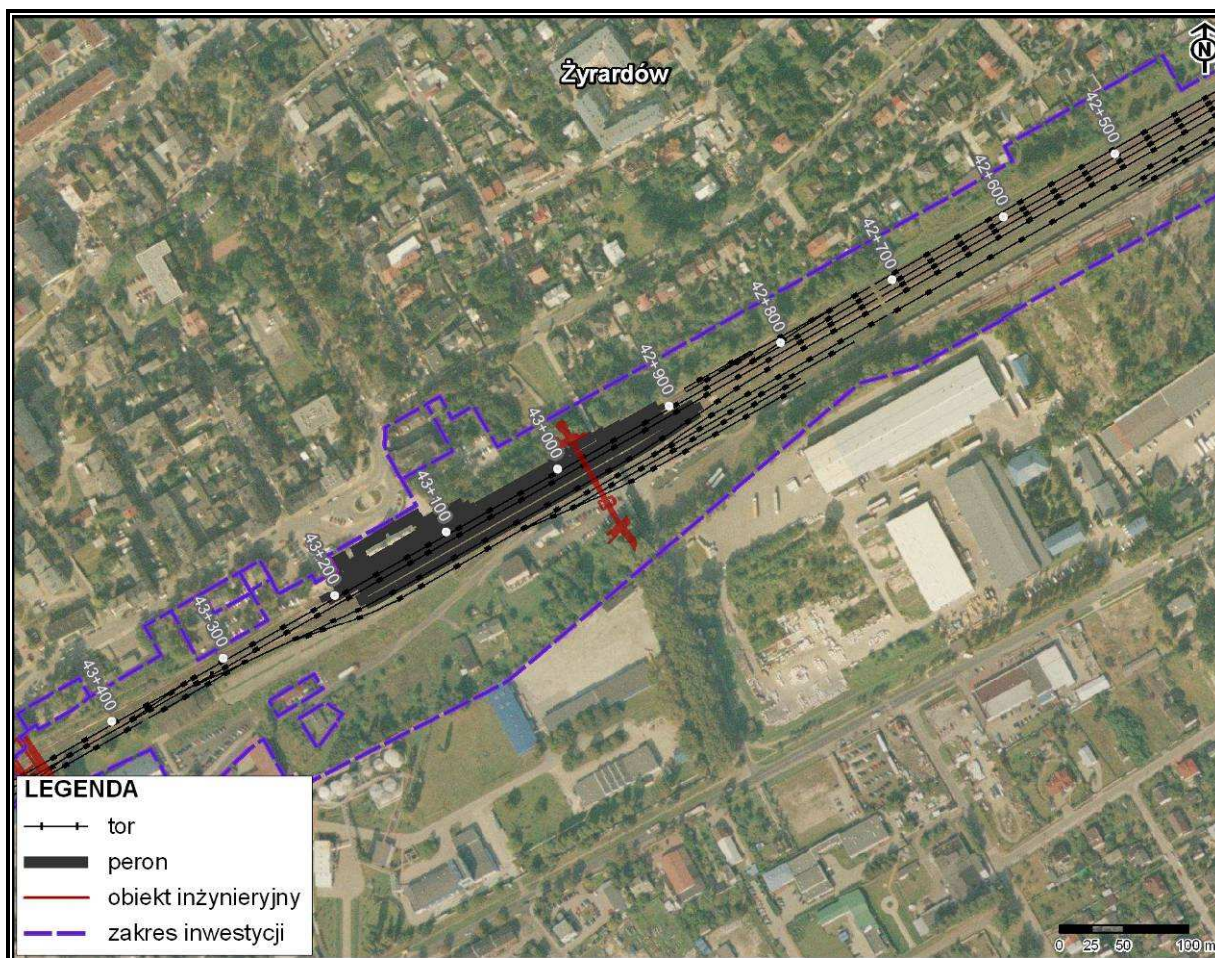 Żyrardów
N
42+500
42+600
42+700
42+800
42+900
43+000
43+100
43+200
43+300
43+400
LEGENDA
tor
peron
obiekt inżynieryjny
zakres inwestycji
0 25 50 100 m